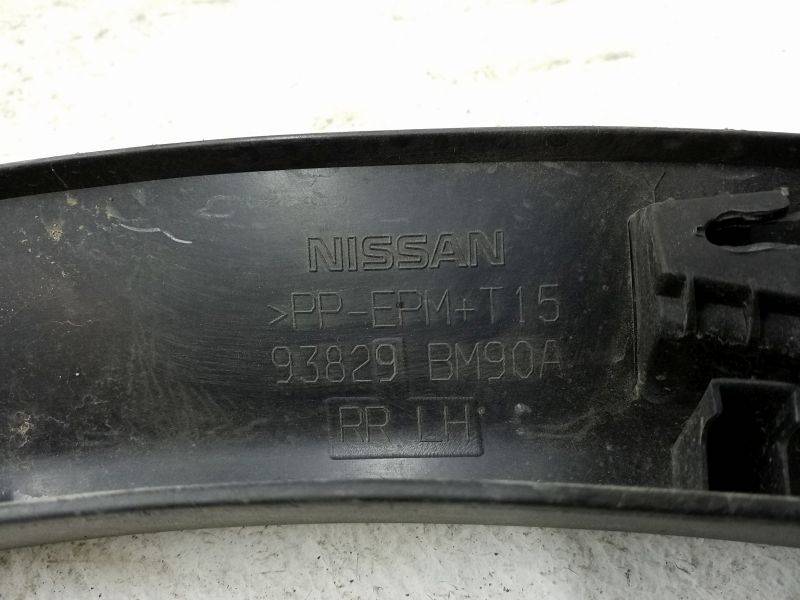 NISSAN
>PP-EPM+T15
93829 BM90A
RR LH